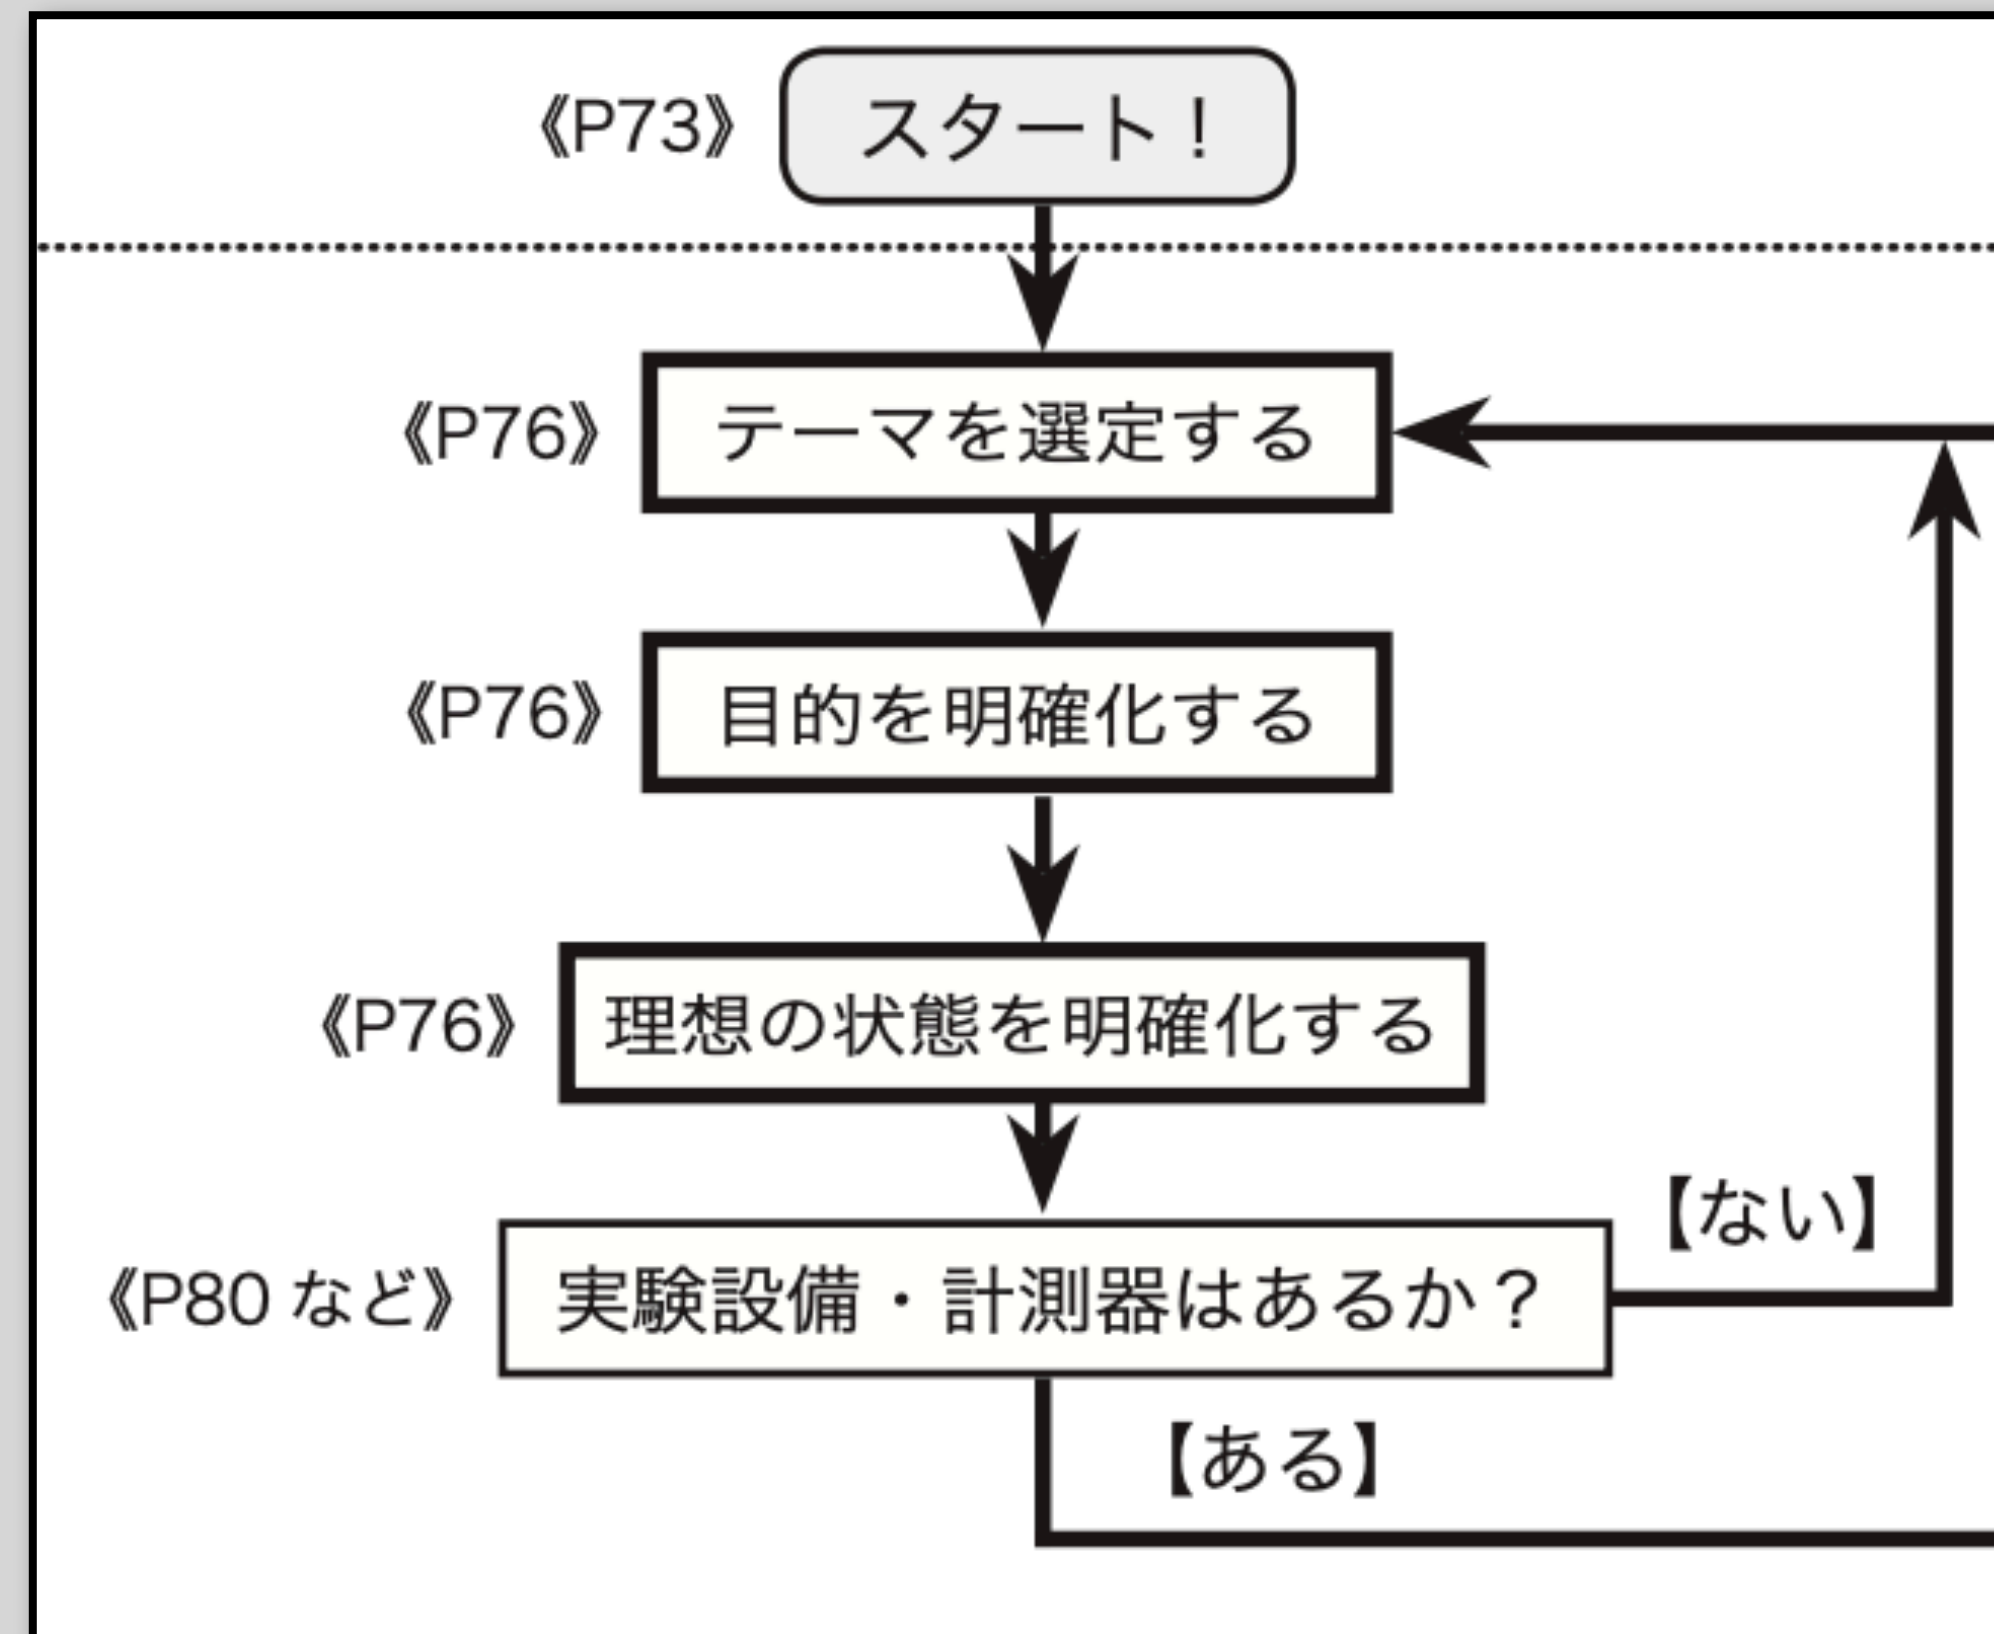 《P73》 スタート！
《P76》 テーマを選定する
《P76》 目的を明確化する
《P76》 理想の状態を明確化する
【ない】
《P80 など》 実験設備・計測器はあるか？
【ある】